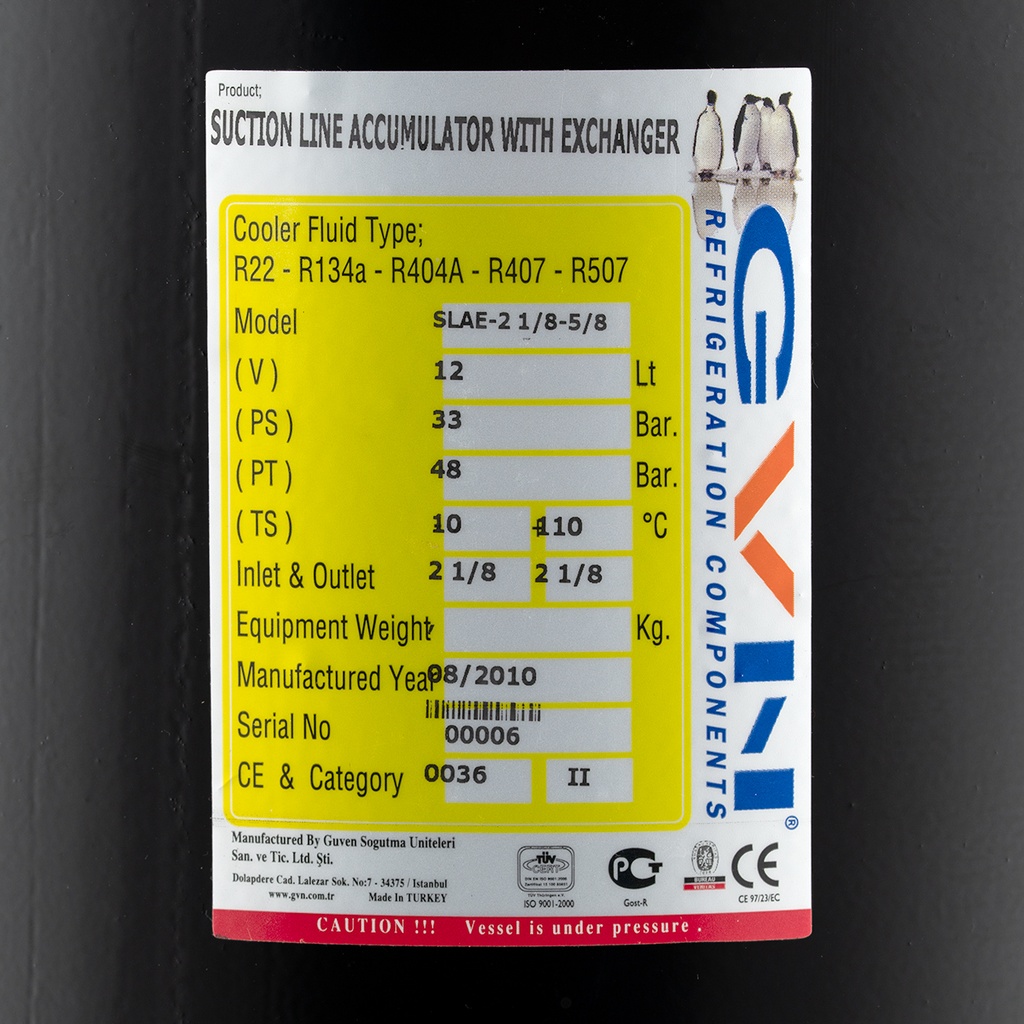 Product;
SUCTION LINE ACCUMULATOR WITH EXCHANGER
Cooler Fluid Type;
R22 - R134a - R404A - R407 - R507
Model SLAE-2 1/8-5/8
( V ) 12 Lt
( PS ) 33 Bar.
( PT ) 48 Bar.
( TS ) 10 +110 °C
Inlet & Outlet 2 1/8 2 1/8
Equipment Weight Kg.
Manufactured Year 08/2010
Serial No 00006
CE & Category 0036 II
GVN®
REFRIGERATION COMPONENTS
Manufactured By Guven Sogutma Uniteleri
San. ve Tic. Ltd. Şti.
Dolapdere Cad. Lalezar Sok. No:7 - 34375 / Istanbul
www.gvn.com.tr Made In TURKEY
TÜV
CERT
ISO 9001-2000
PCT
Gost-R
BUREAU
VERITAS
CE
CE 97/23/EC
CAUTION !!! Vessel is under pressure .